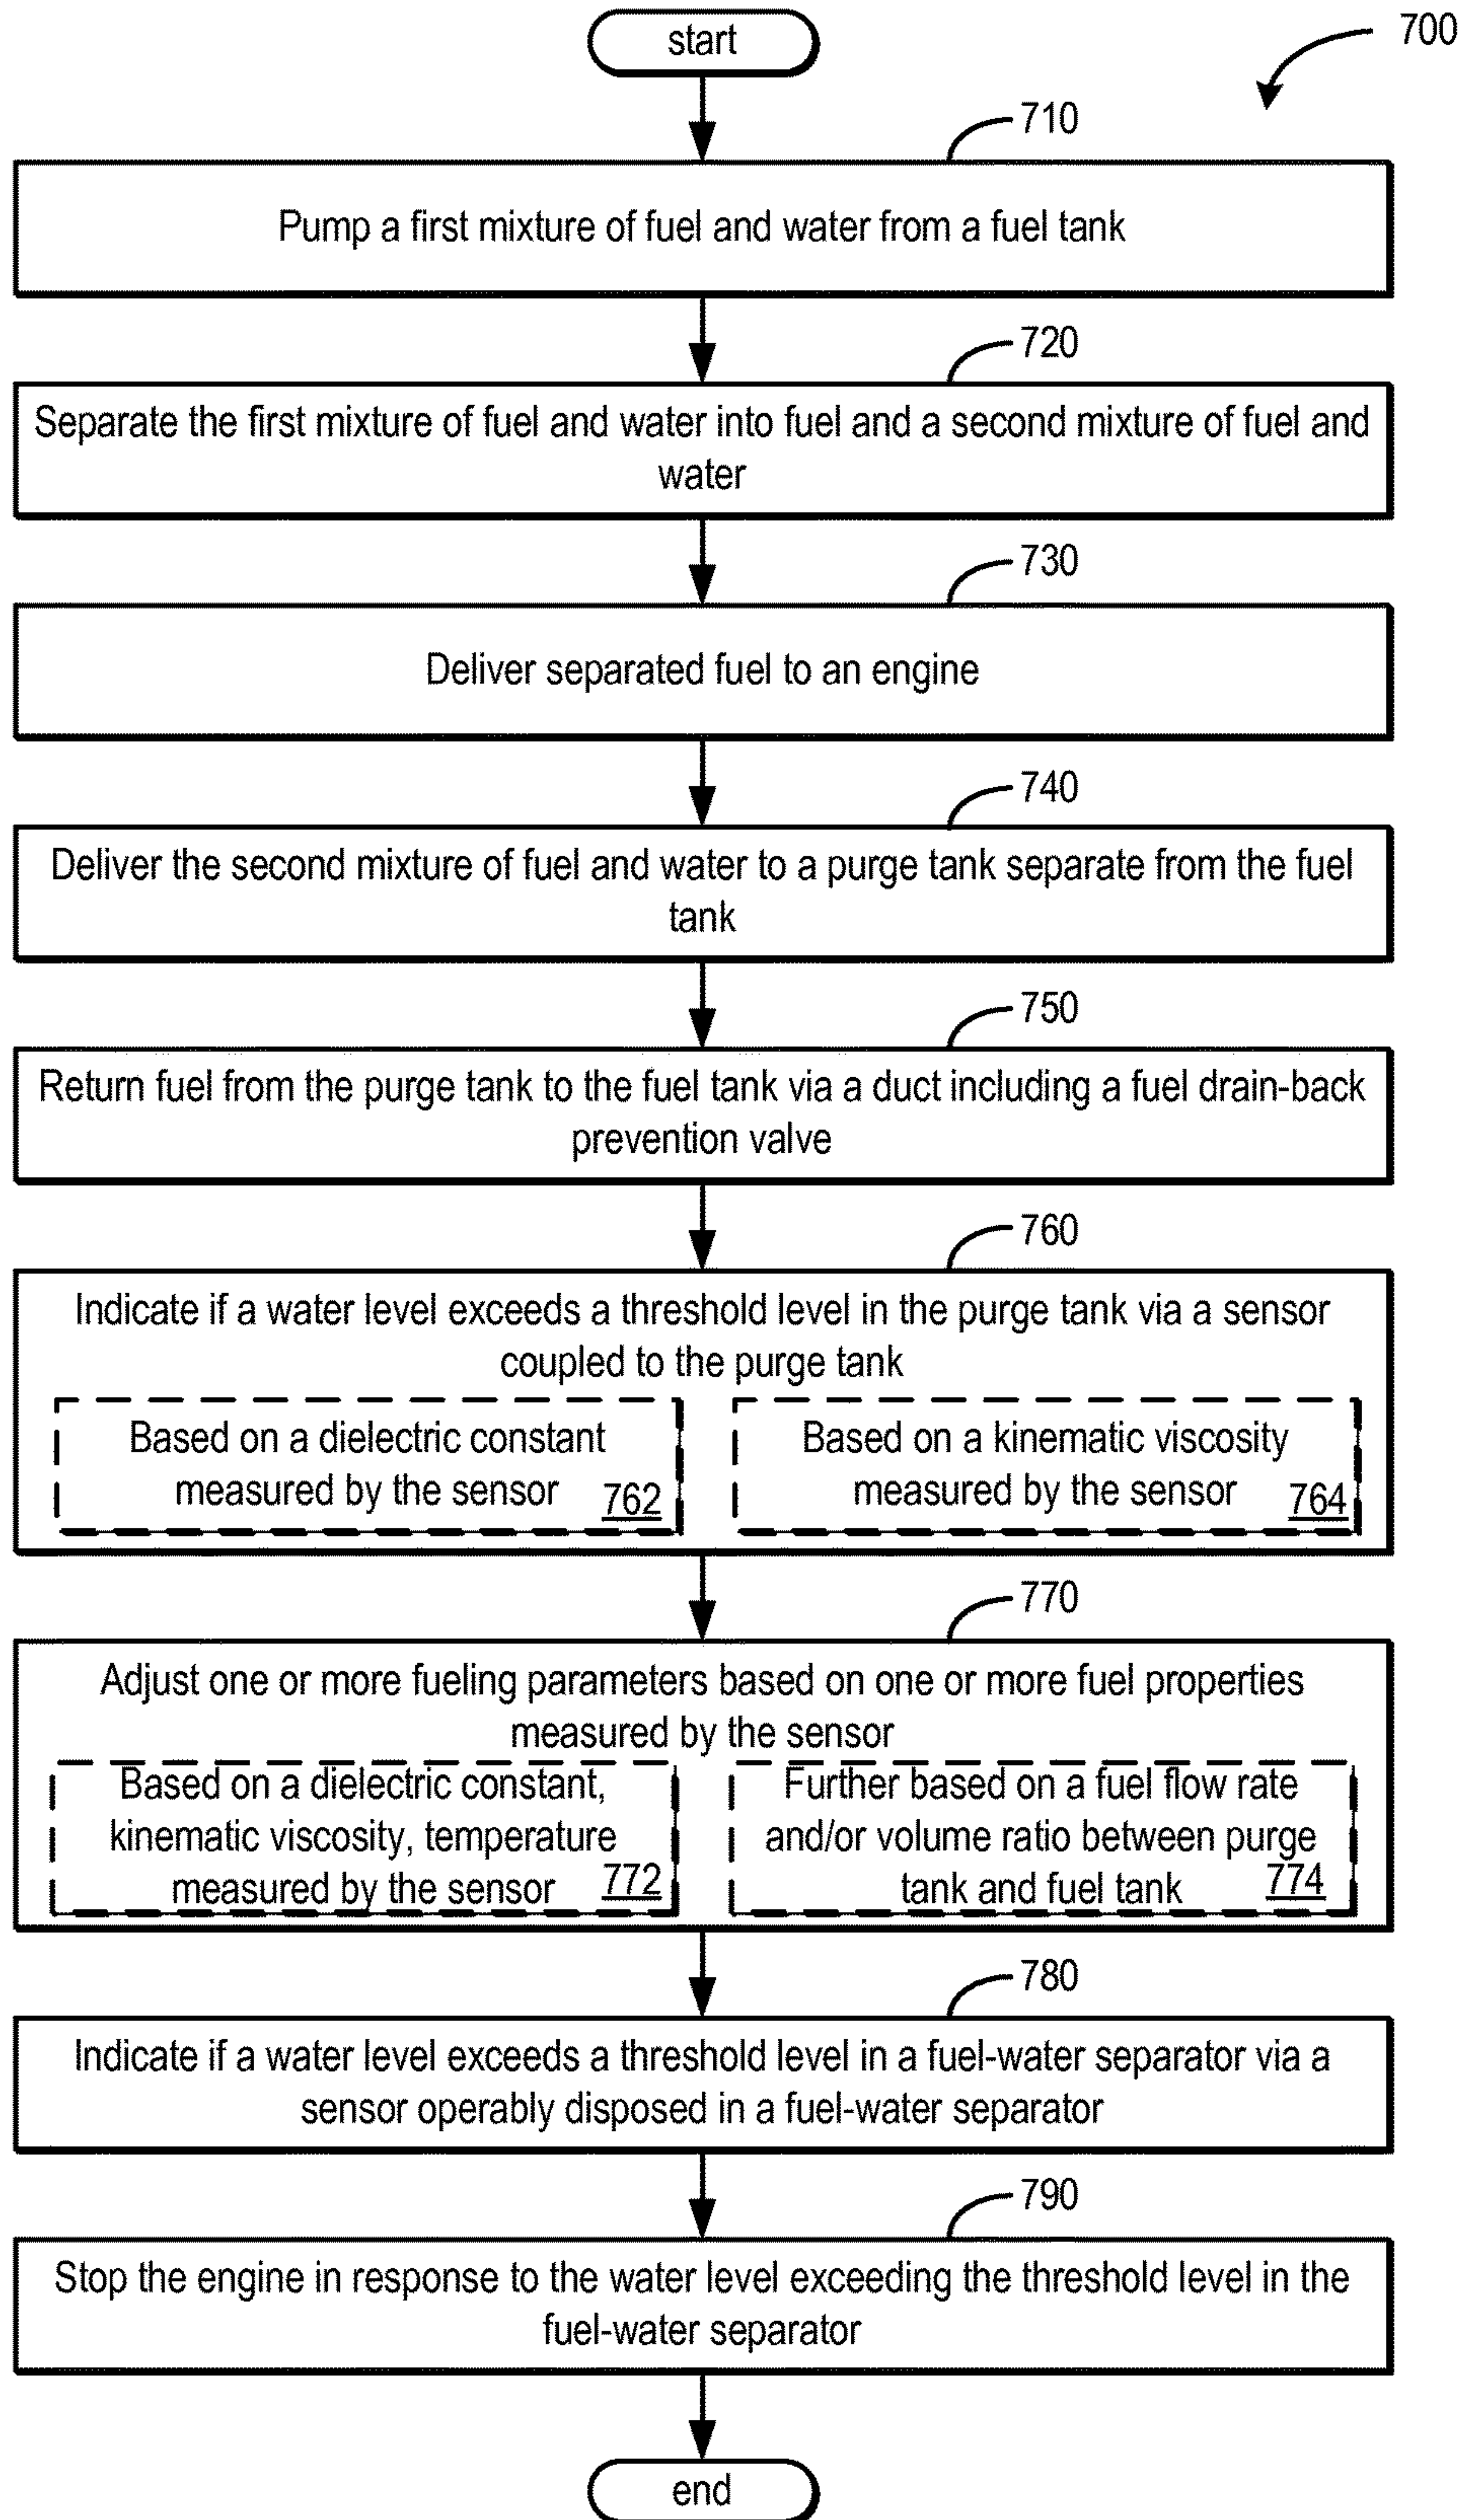 start
700
710
Pump a first mixture of fuel and water from a fuel tank
720
Separate the first mixture of fuel and water into fuel and a second mixture of fuel and
water
730
Deliver separated fuel to an engine
740
Deliver the second mixture of fuel and water to a purge tank separate from the fuel
tank
750
Return fuel from the purge tank to the fuel tank via a duct including a fuel drain-back
prevention valve
760
Indicate if a water level exceeds a threshold level in the purge tank via a sensor
coupled to the purge tank
Based on a dielectric constant
measured by the sensor 762
Based on a kinematic viscosity
measured by the sensor 764
770
Adjust one or more fueling parameters based on one or more fuel properties
measured by the sensor
Based on a dielectric constant,
kinematic viscosity, temperature
measured by the sensor 772
Further based on a fuel flow rate
and/or volume ratio between purge
tank and fuel tank 774
780
Indicate if a water level exceeds a threshold level in a fuel-water separator via a
sensor operably disposed in a fuel-water separator
790
Stop the engine in response to the water level exceeding the threshold level in the
fuel-water separator
end